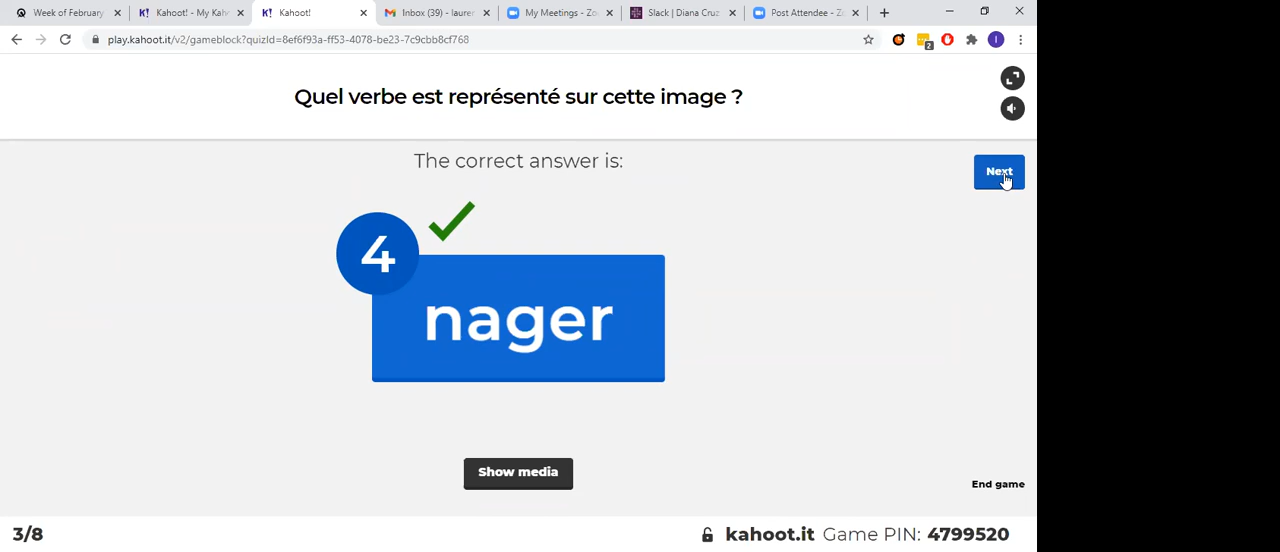 Week of February
K! Kahoot! - My Kah
K! Kahoot!
Inbox (39) - laure
My Meetings - Zo
Slack | Diana Cruz
Post Attendee - Zo
play.kahoot.it/v2/gameblock?quizId=8ef6f93a-ff53-4078-be23-7c9cbb8cf768
2
I
Quel verbe est représenté sur cette image ?
The correct answer is:
Next
4
nager
Show media
End game
3/8
kahoot.it Game PIN: 4799520